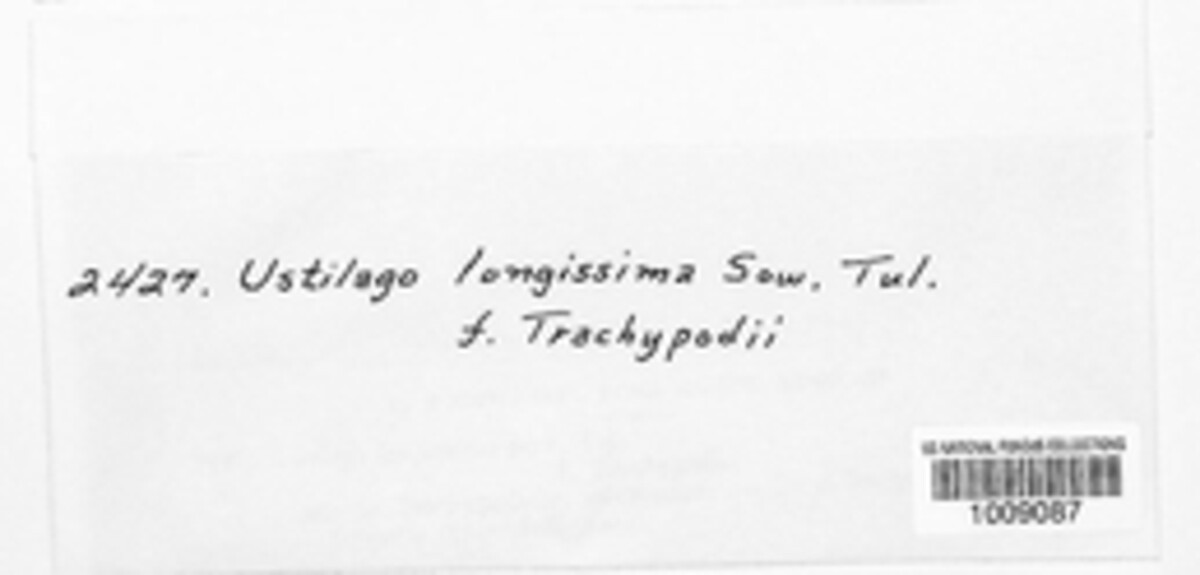 2427. Ustilago longissima Sow. Tul.
f. Trachypodii
US NATIONAL FUNGUS COLLECTIONS
1009087